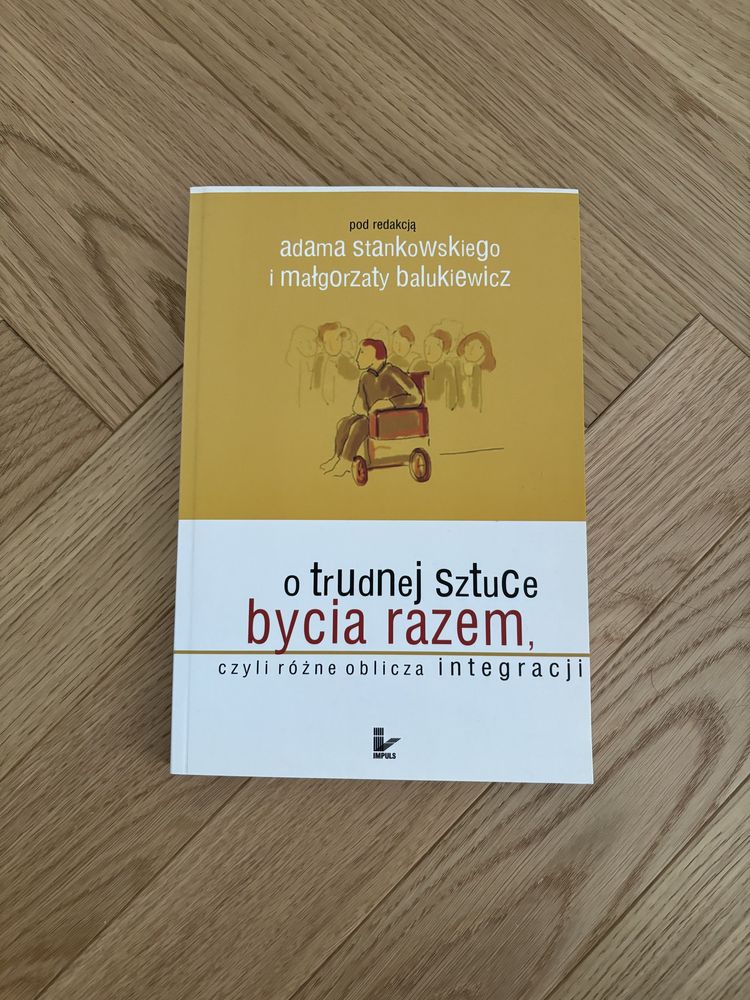 pod redakcją
adama stankowskiego
i małgorzaty balukiewicz
o trudnej sztuce
bycia razem,
czyli różne oblicza integracji
IMPULS